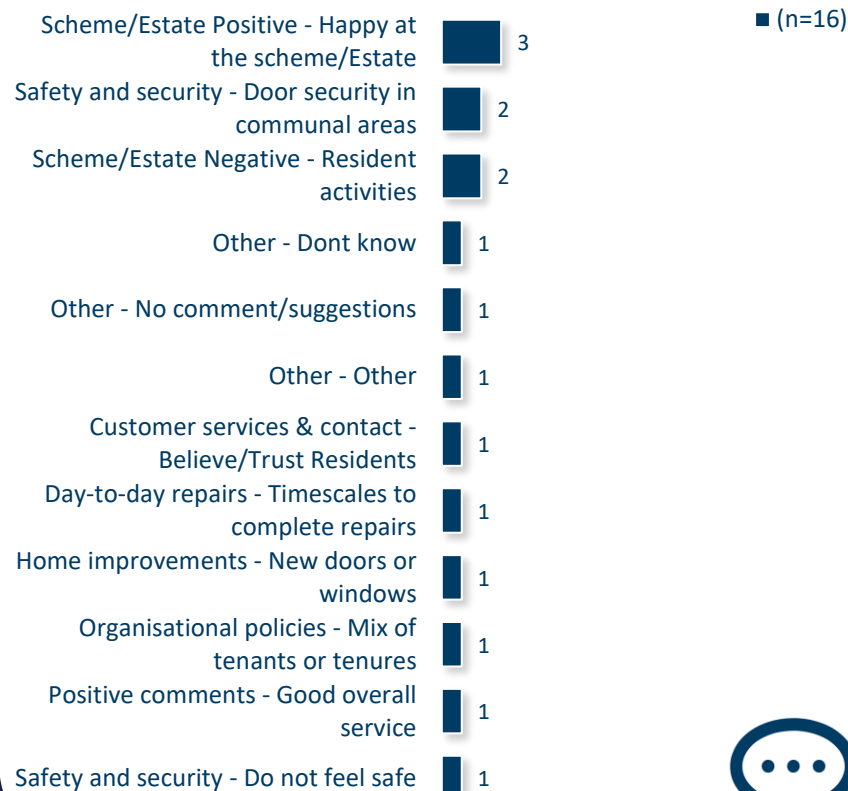 (n=16)
Scheme/Estate Positive - Happy at
the scheme/Estate
3
Safety and security - Door security in
communal areas
2
Scheme/Estate Negative - Resident
activities
2
Other - Dont know
1
Other - No comment/suggestions
1
Other - Other
1
Customer services & contact -
Believe/Trust Residents
1
Day-to-day repairs - Timescales to
complete repairs
1
Home improvements - New doors or
windows
1
Organisational policies - Mix of
tenants or tenures
1
Positive comments - Good overall
service
1
Safety and security - Do not feel safe
1